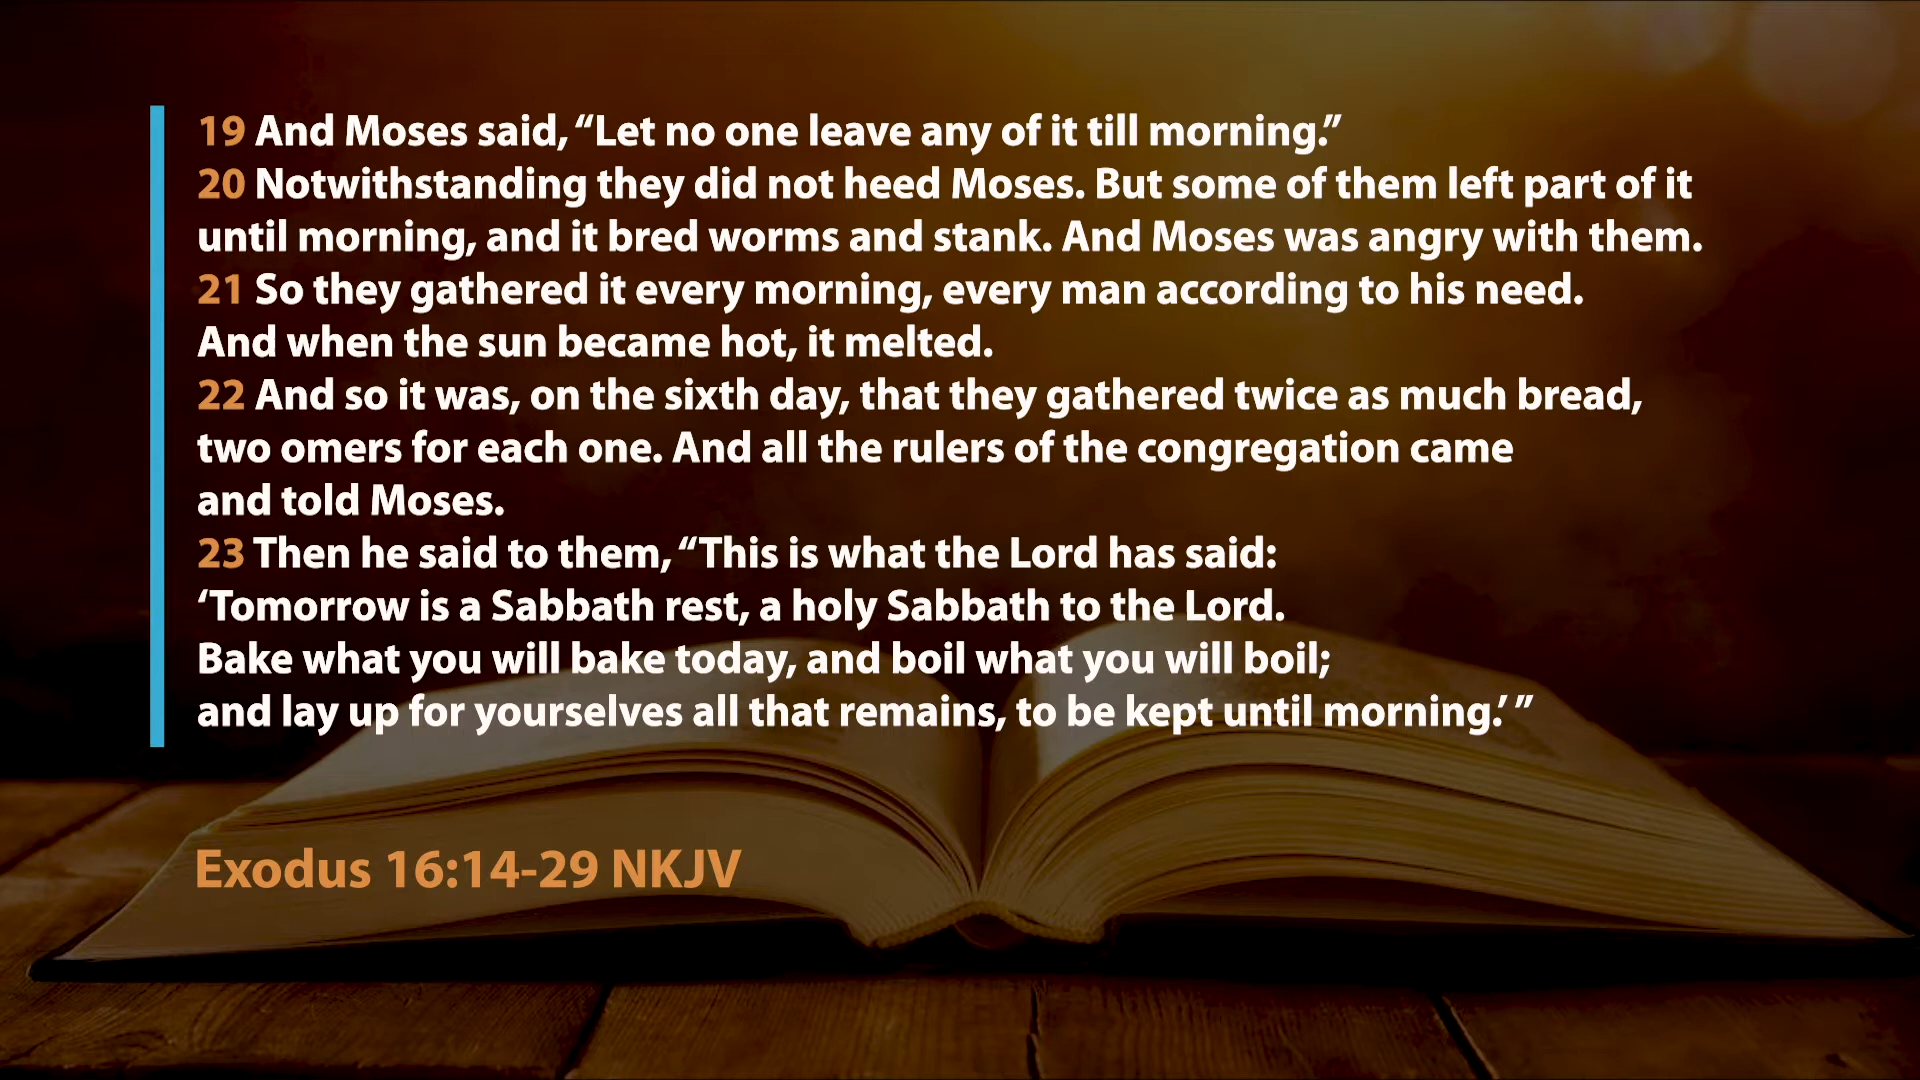 19 And Moses said, “Let no one leave any of it till morning.”
20 Notwithstanding they did not heed Moses. But some of them left part of it
until morning, and it bred worms and stank. And Moses was angry with them.
21 So they gathered it every morning, every man according to his need.
And when the sun became hot, it melted.
22 And so it was, on the sixth day, that they gathered twice as much bread,
two omers for each one. And all the rulers of the congregation came
and told Moses.
23 Then he said to them, “This is what the Lord has said:
‘Tomorrow is a Sabbath rest, a holy Sabbath to the Lord.
Bake what you will bake today, and boil what you will boil;
and lay up for yourselves all that remains, to be kept until morning.’ ”
Exodus 16:14-29 NKJV